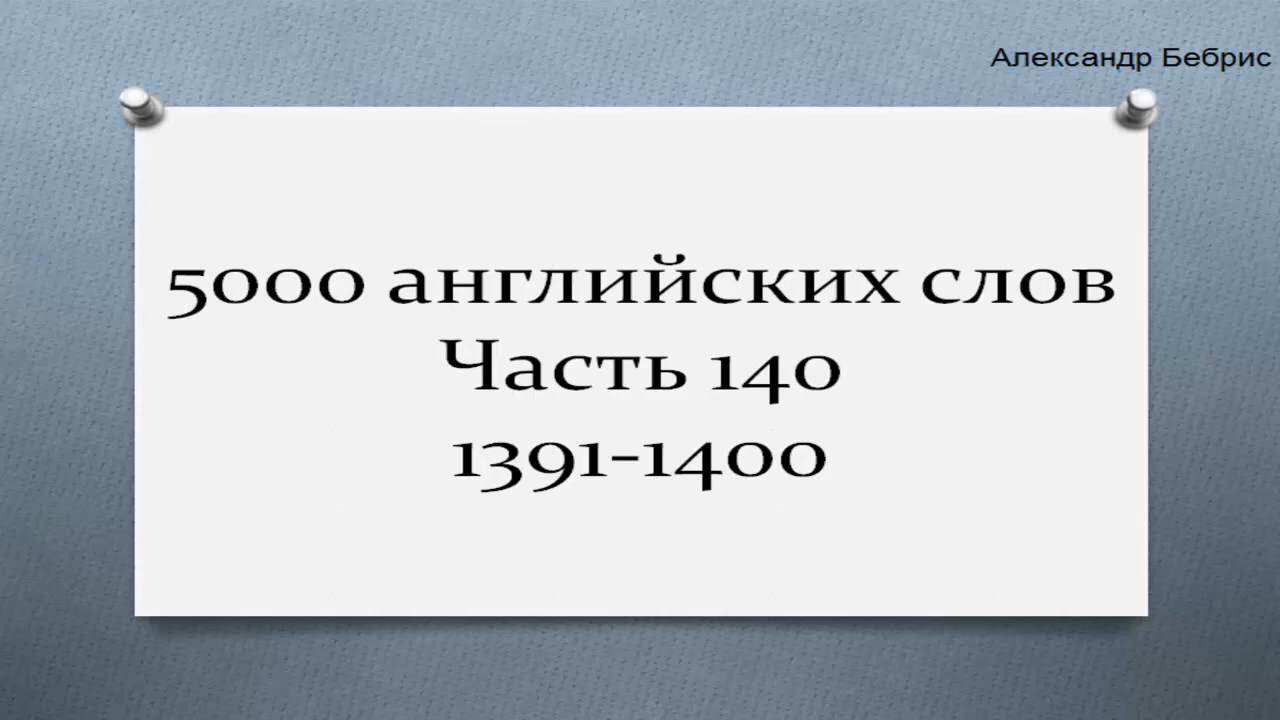 Александр Бебрис
5000 английских слов
Часть 140
1391-1400